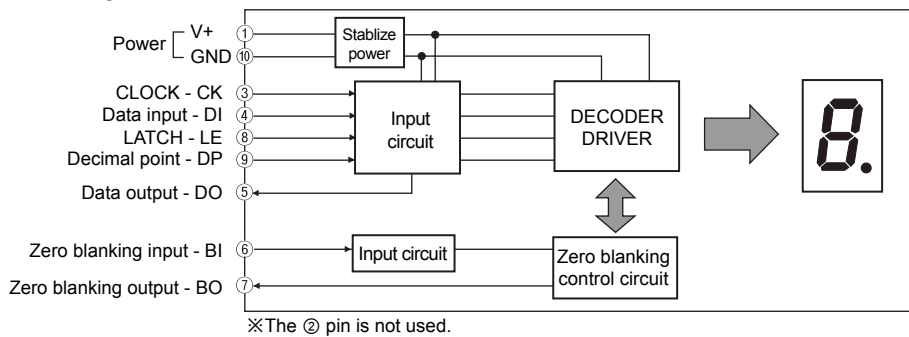 Power
V+ ①
GND ⑩
Stablize
power
CLOCK - CK ③
Data input - DI ④
LATCH - LE ⑧
Decimal point - DP ⑨
Data output - DO ⑤
Input
circuit
DECODER
DRIVER
8.
Zero blanking input - BI ⑥
Zero blanking output - BO ⑦
Input circuit
Zero blanking
control circuit
※The ② pin is not used.